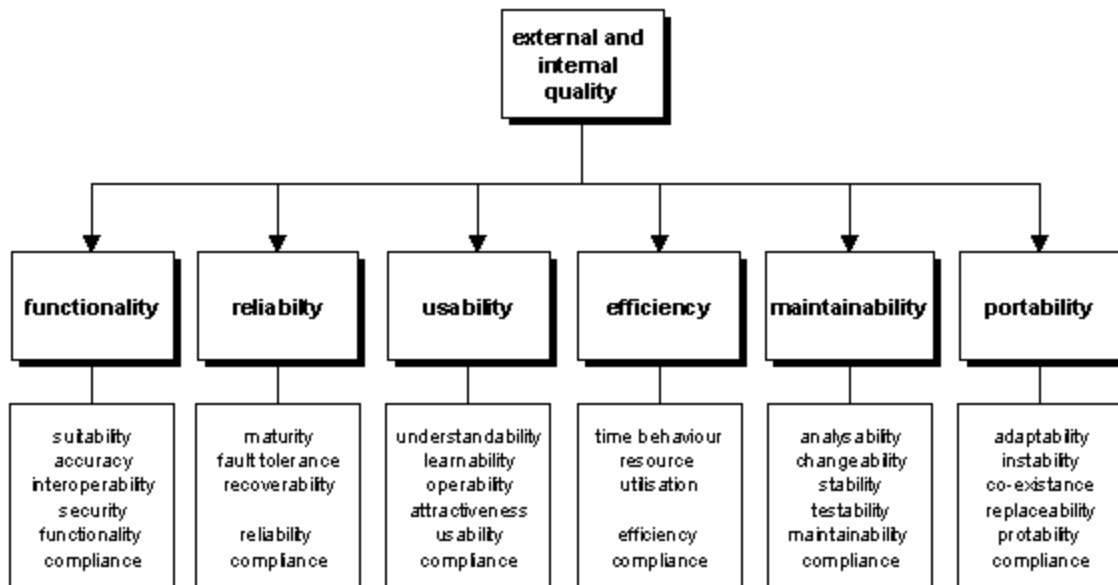 external and
internal
quality
functionality
reliabilty
usability
efficiency
maintainability
portability
suitability
accuracy
interoperability
security
functionality
compliance
maturity
fault tolerance
recoverability
reliability
compliance
understandability
learnability
operability
attractiveness
usability
compliance
time behaviour
resource
utilisation
efficiency
compliance
analysability
changeability
stability
testability
maintainability
compliance
adaptability
instability
co-existance
replaceability
protability
compliance